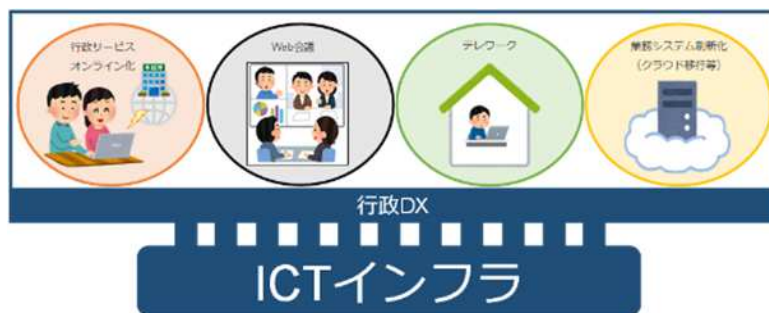 行政サービス
オンライン化
Web会議
テレワーク
業務システム刷新化
(クラウド移行等)
行政DX
ICTインフラ